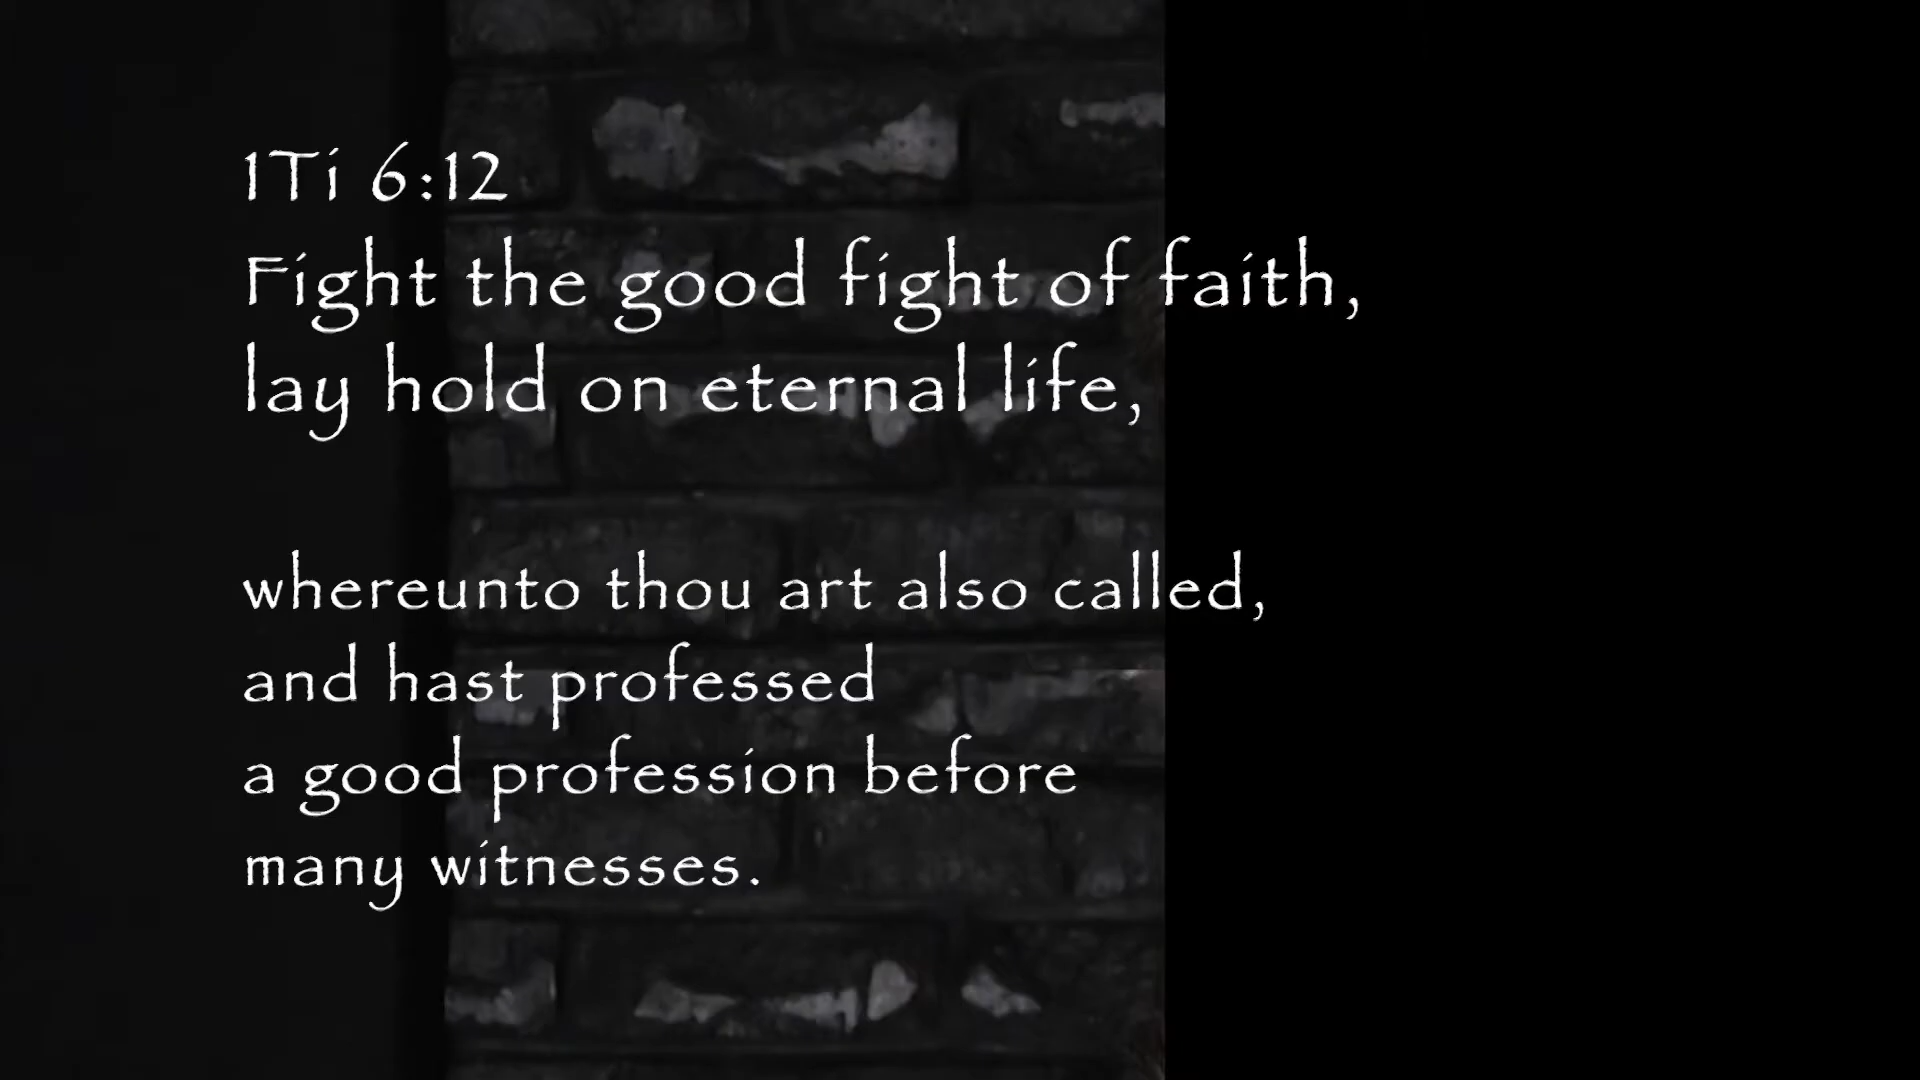 1Ti 6:12
Fight the good fight of faith,
lay hold on eternal life,
whereunto thou art also called,
and hast professed
a good profession before
many witnesses.